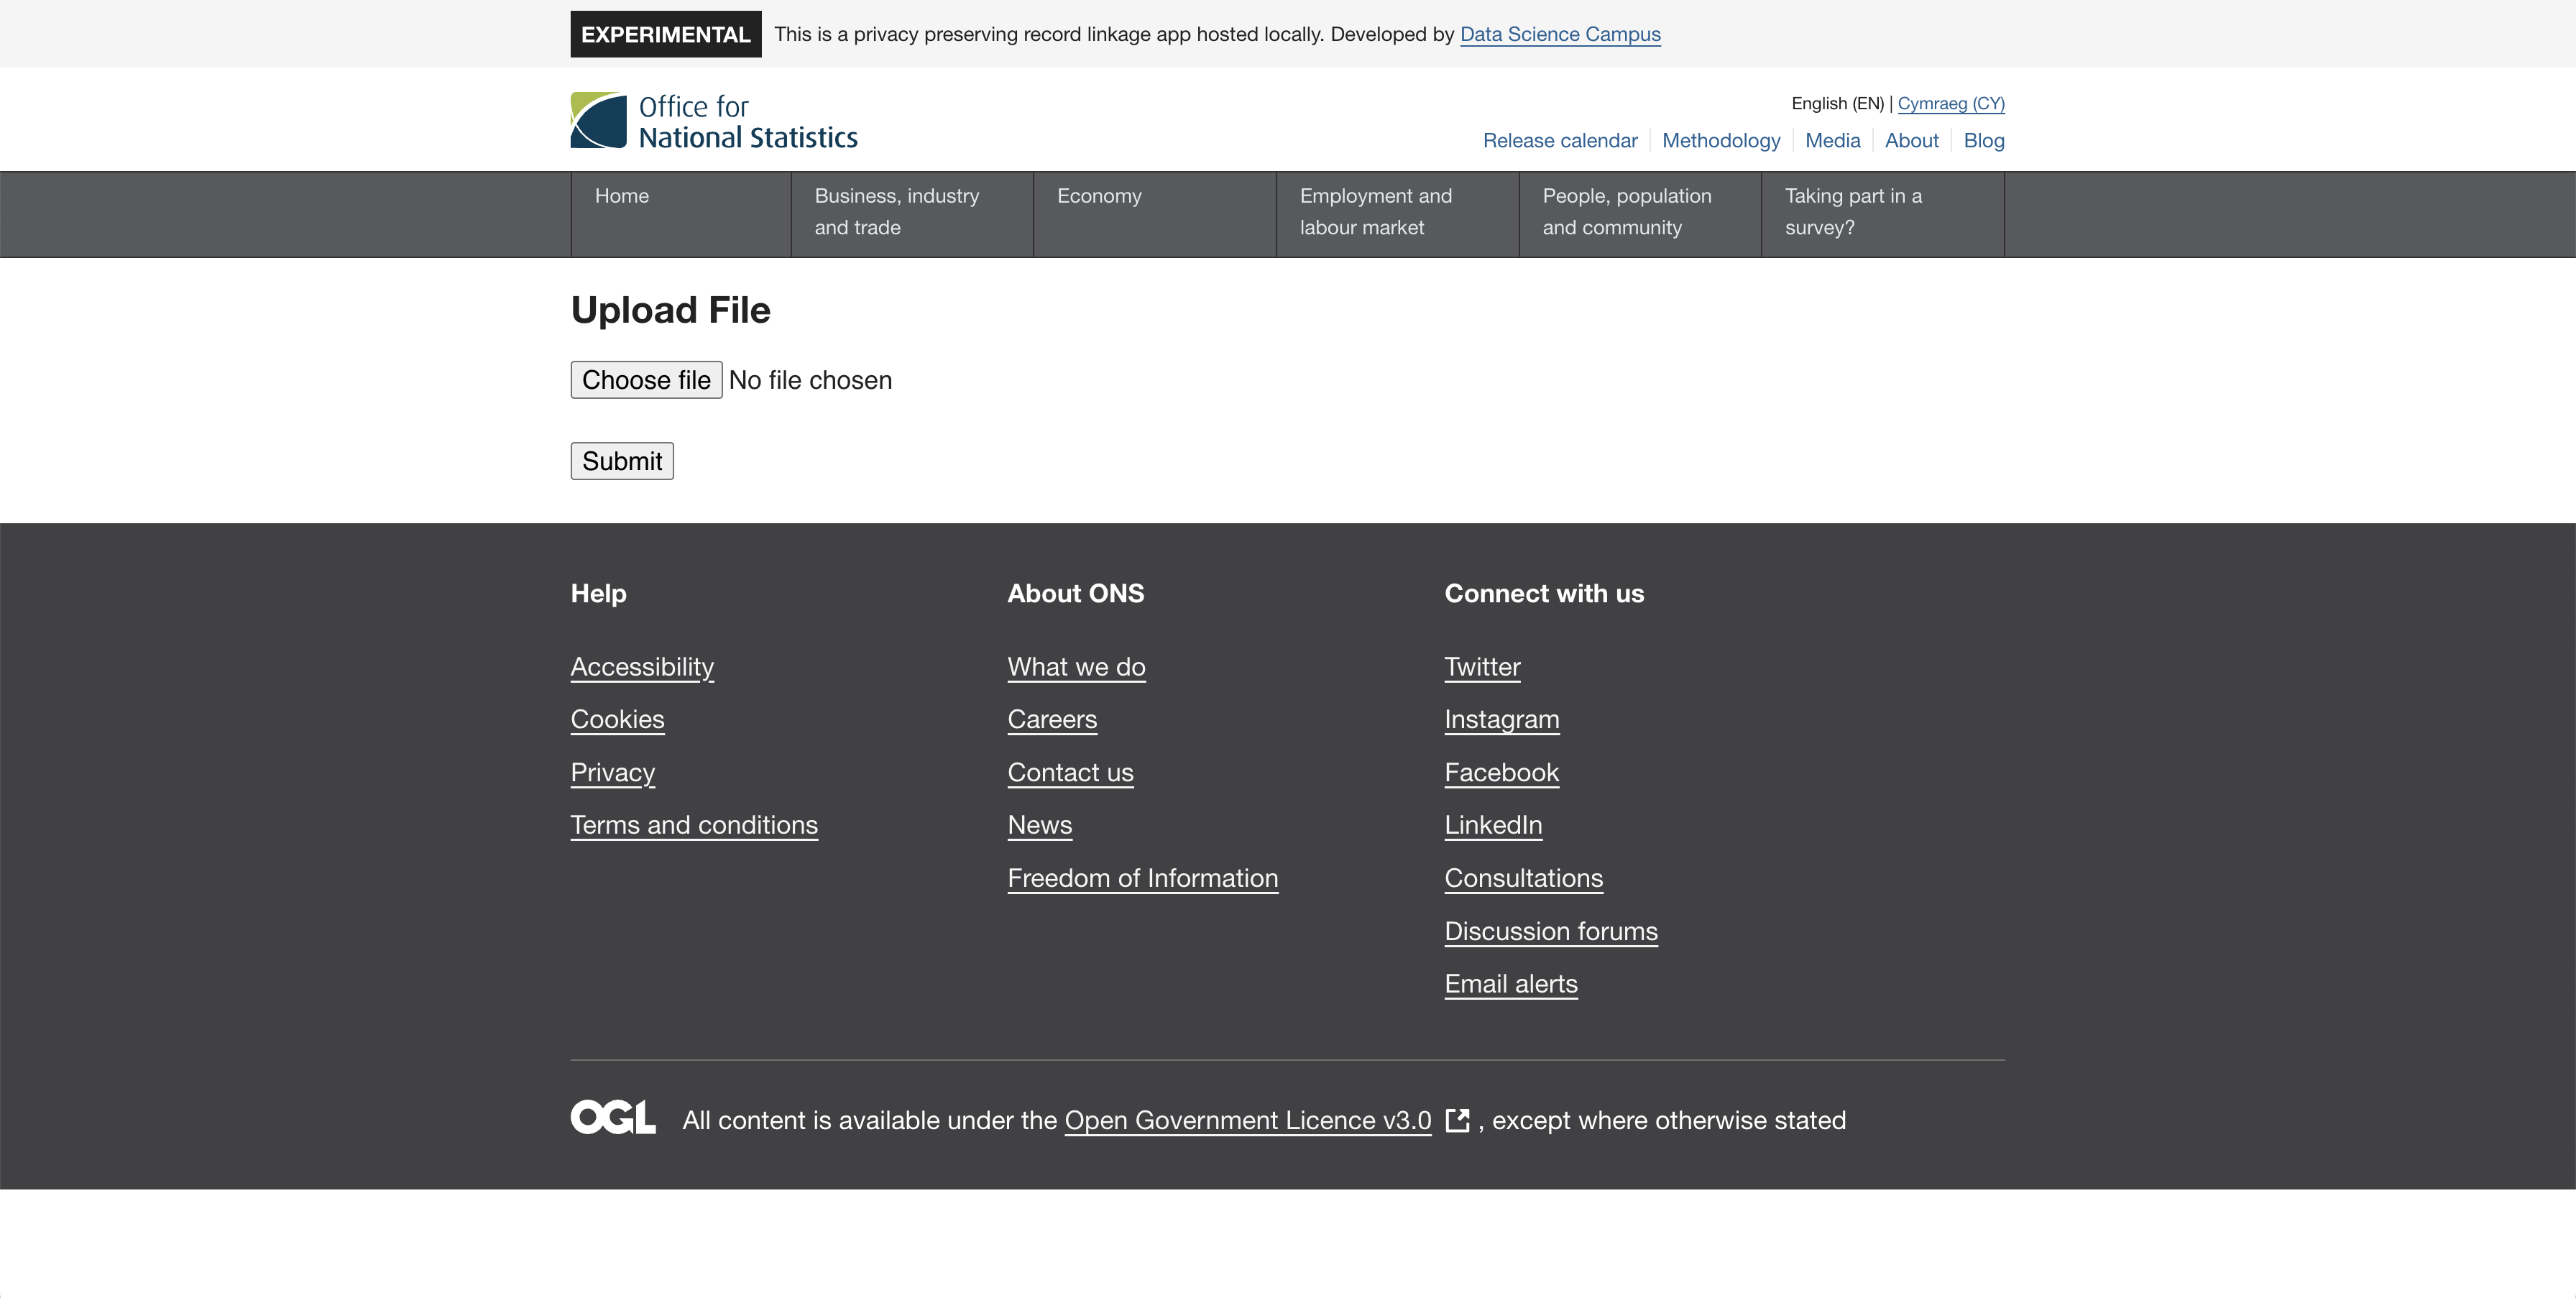 EXPERIMENTAL This is a privacy preserving record linkage app hosted locally. Developed by Data Science Campus
Office for
National Statistics
English (EN) | Cymraeg (CY)
Release calendar Methodology Media About Blog
Home
Business, industry
and trade
Economy
Employment and
labour market
People, population
and community
Taking part in a
survey?
Upload File
Choose file No file chosen
Submit
Help
Accessibility
Cookies
Privacy
Terms and conditions
About ONS
What we do
Careers
Contact us
News
Freedom of Information
Connect with us
Twitter
Instagram
Facebook
LinkedIn
Consultations
Discussion forums
Email alerts
OGL All content is available under the Open Government Licence v3.0 , except where otherwise stated